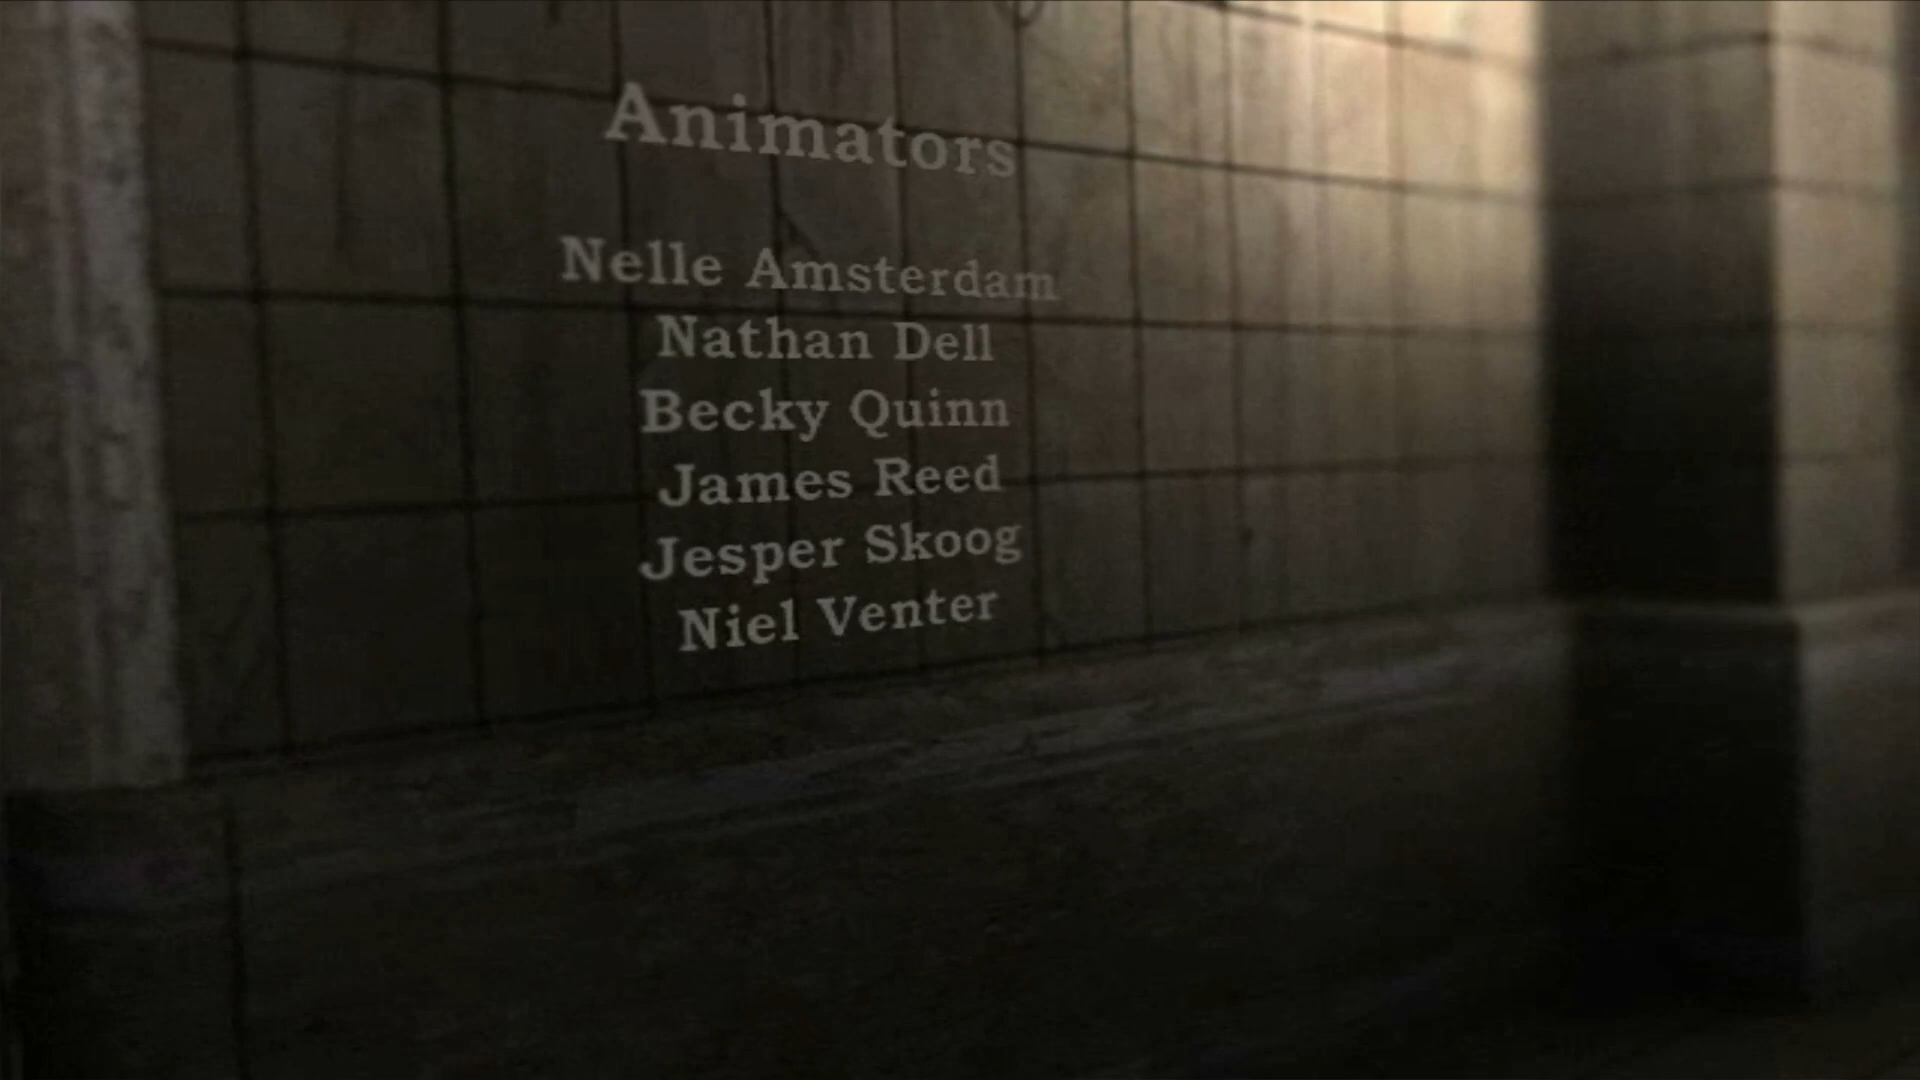 Animators
Nelle Amsterdam
Nathan Dell
Becky Quinn
James Reed
Jesper Skoog
Niel Venter